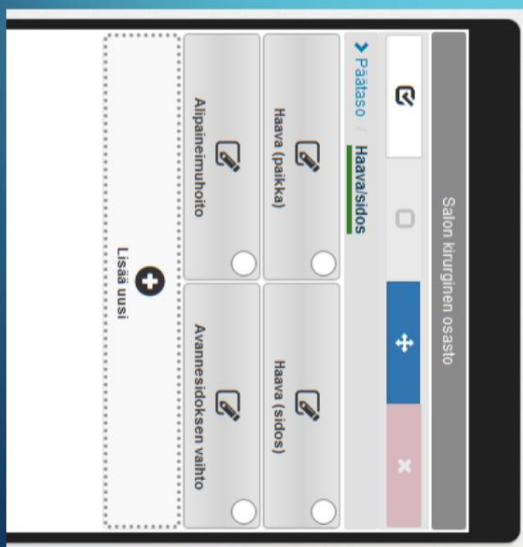 Salon kirurginen osasto
Päätaso / Haava/sidos
Haava (paikka)
Haava (sidos)
Alipaineimuhoito
Avannesidoksen vaihto
Lisää uusi